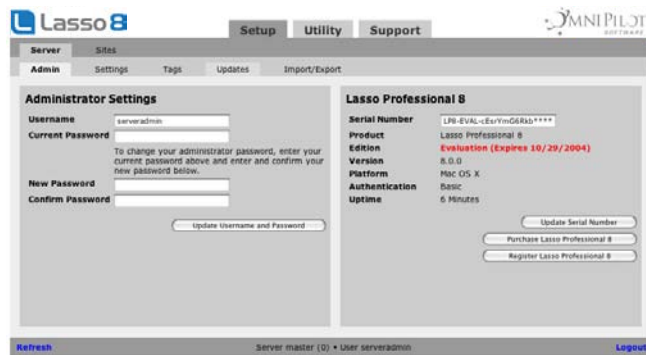 Lasso 8
Setup Utility Support
OMNIPILOT
SOFTWARE
Server Sites
Admin Settings Tags Updates Import/Export
Administrator Settings
Username serveradmin
Current Password
To change your administrator password, enter your
current password above and enter and confirm your
new password below.
New Password
Confirm Password
Update Username and Password
Lasso Professional 8
Serial Number LP8-EVAL-cEsrYmG6Rkb****
Product Lasso Professional 8
Edition Evaluation (Expires 10/29/2004)
Version 8.0.0
Platform Mac OS X
Authentication Basic
Uptime 6 Minutes
Update Serial Number
Purchase Lasso Professional 8
Register Lasso Professional 8
Refresh Server master (0) • User serveradmin Logout